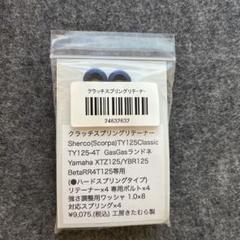 クラッチスプリングリテーナー
74632632
クラッチスプリングリテーナー
Sherco(Scorpa)TY125Classic
TY125-4T GasGasランドネ
Yamaha XTZ125/YBR125
BetaRR4T125等用
(●ハードスプリングタイプ)
リテーナー×4 専用ボルト×4
強さ調整用ワッシャ 1.0×8
対応スプリング×4
¥9,075.(税込) 工房きたむら製